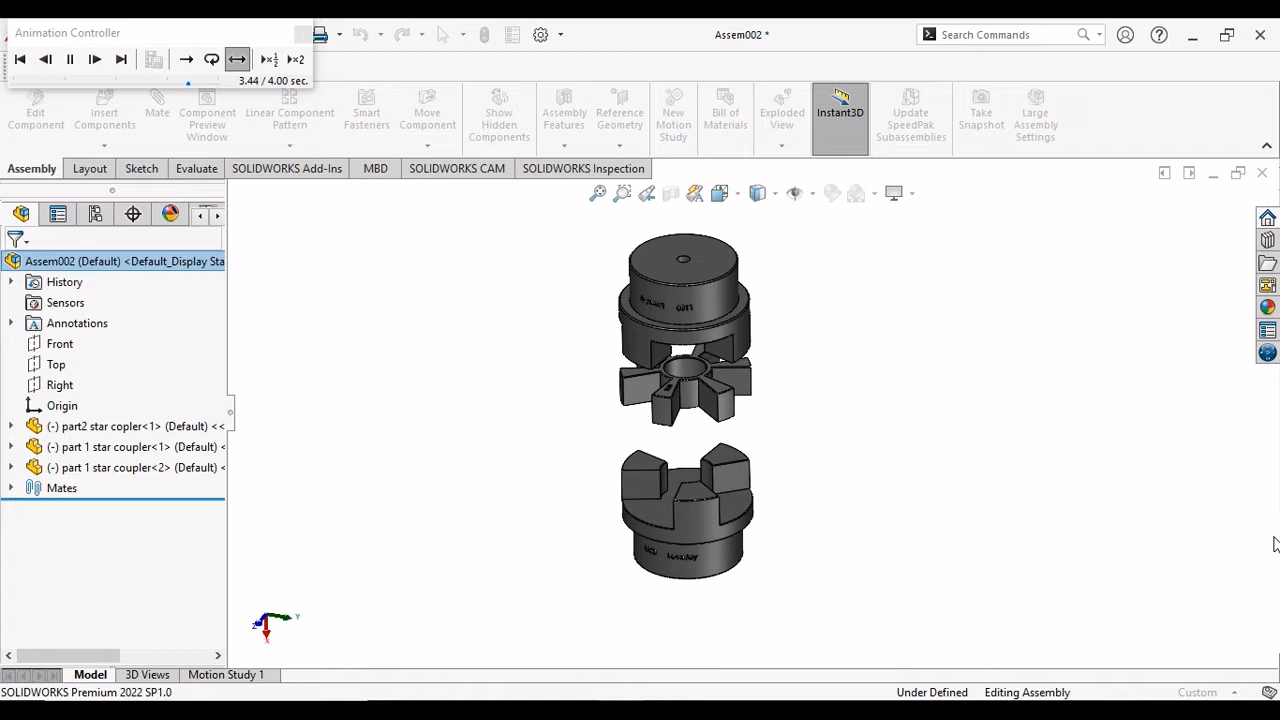 Animation Controller
3.44 / 4.00 sec.
Assem002 *
Search Commands
Edit
Component
Insert
Components
Mate
Component
Preview
Window
Linear Component
Pattern
Smart
Fasteners
Move
Component
Show
Hidden
Components
Assembly
Features
Reference
Geometry
New
Motion
Study
Bill of
Materials
Exploded
View
Instant3D
Update
SpeedPak
Subassemblies
Take
Snapshot
Large
Assembly
Settings
Assembly Layout Sketch Evaluate SOLIDWORKS Add-Ins MBD SOLIDWORKS CAM SOLIDWORKS Inspection
Assem002 (Default) <Default_Display Sta
History
Sensors
Annotations
Front
Top
Right
Origin
(-) part2 star copler<1> (Default) <<
(-) part 1 star coupler<1> (Default) <
(-) part 1 star coupler<2> (Default) <
Mates
Y
Z
X
Model 3D Views Motion Study 1
SOLIDWORKS Premium 2022 SP1.0
Under Defined Editing Assembly Custom